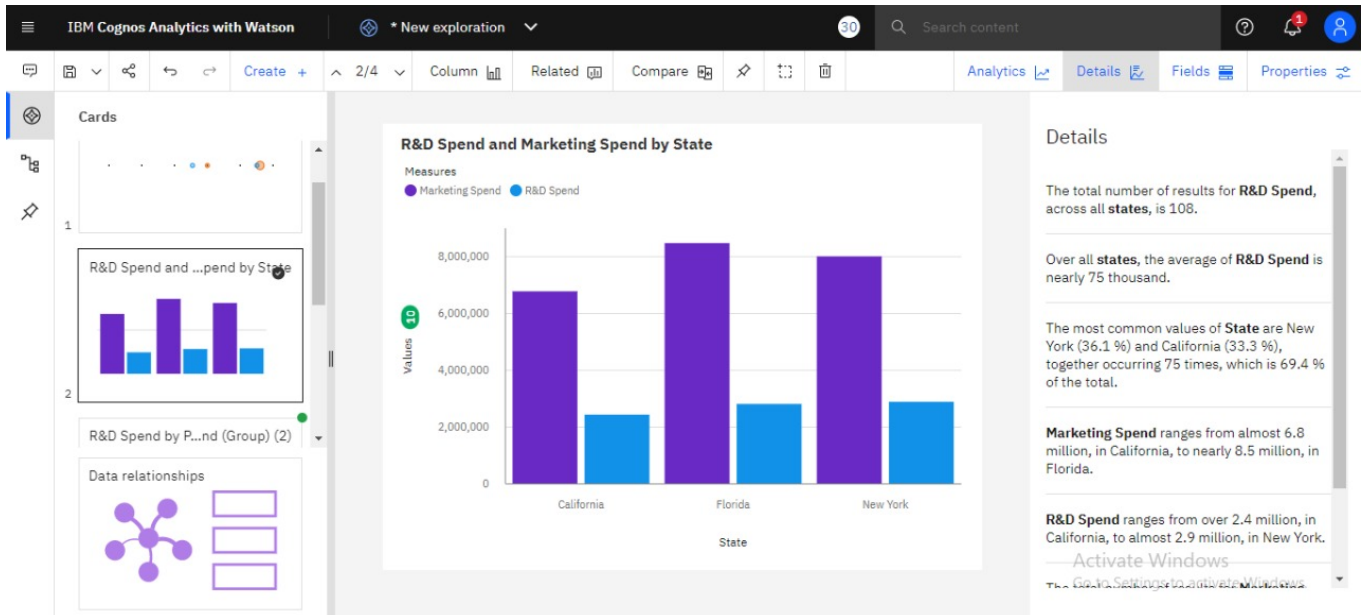 IBM Cognos Analytics with Watson
* New exploration
30
Search content
1
Create +
2/4
Column
Related
Compare
Analytics
Details
Fields
Properties
Cards
1
R&D Spend and ...pend by State
2
R&D Spend by P...nd (Group) (2)
Data relationships
R&D Spend and Marketing Spend by State
Measures
Marketing Spend
R&D Spend
Values
10
8,000,000
6,000,000
4,000,000
2,000,000
0
California
Florida
New York
State
Details
The total number of results for R&D Spend,
across all states, is 108.
Over all states, the average of R&D Spend is
nearly 75 thousand.
The most common values of State are New
York (36.1 %) and California (33.3 %),
together occurring 75 times, which is 69.4 %
of the total.
Marketing Spend ranges from almost 6.8
million, in California, to nearly 8.5 million, in
Florida.
R&D Spend ranges from over 2.4 million, in
California, to almost 2.9 million, in New York.
Activate Windows
Go to Settings to activate Windows.